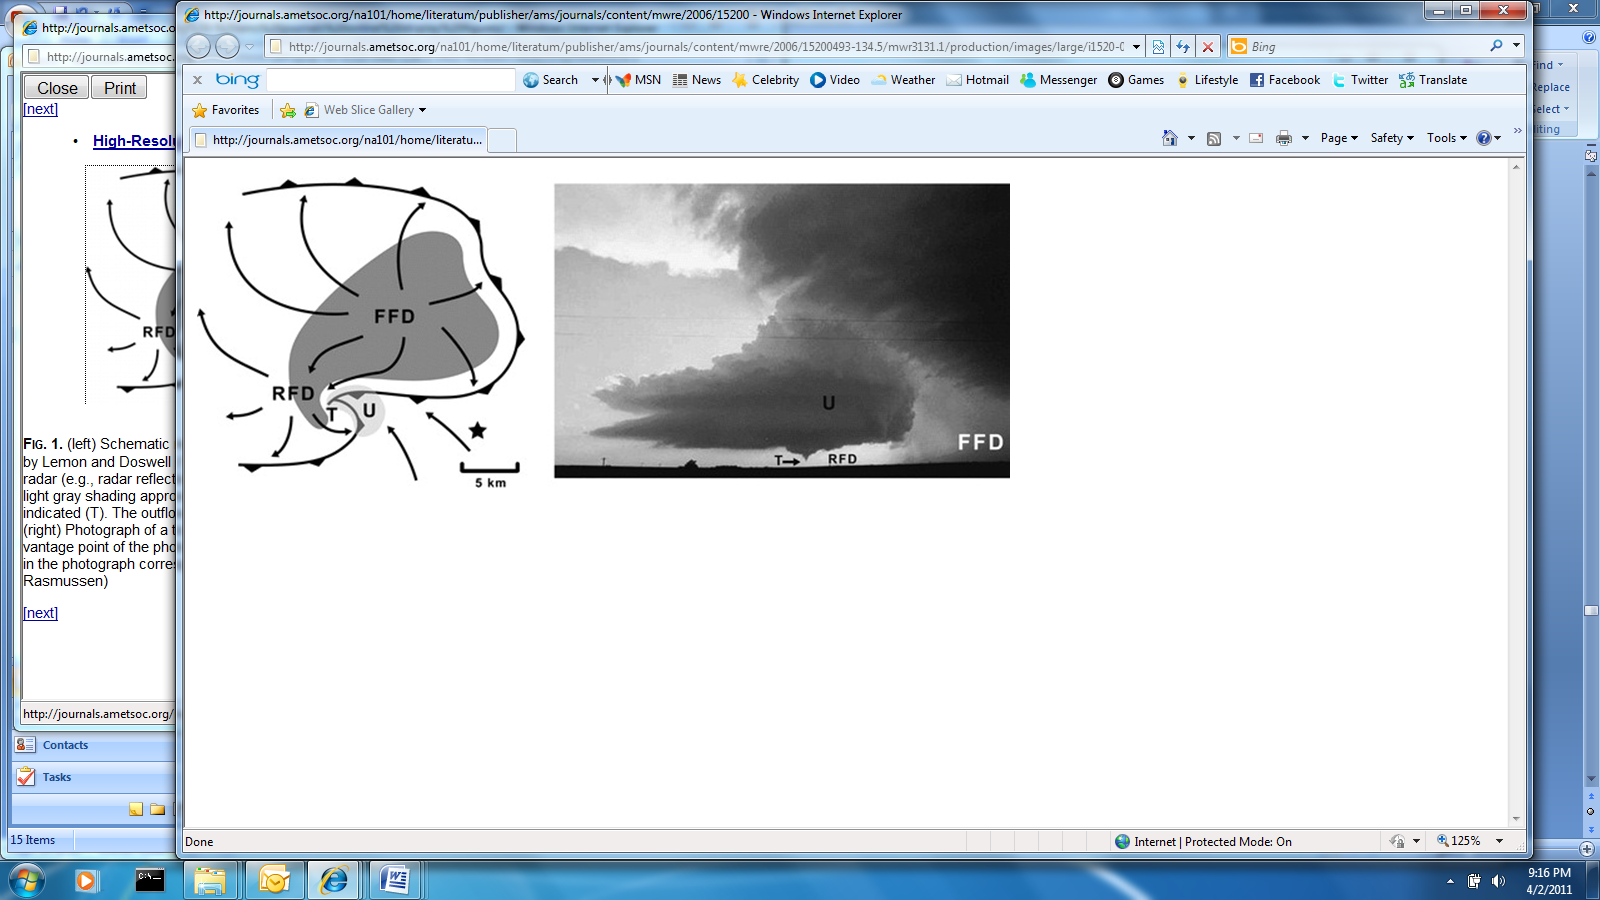 http://journals.ametsoc.org/na101/home/literatum/publisher/ams/journals/content/mwre/2006/15200 - Windows Internet Explorer
http://journals.ametsoc.org/na101/home/literatum/publisher/ams/journals/content/mwre/2006/15200493-134.5/mwr3131.1/production/images/large/i1520-0
Bing
bing
Search
MSN
News
Celebrity
Video
Weather
Hotmail
Messenger
Games
Lifestyle
Facebook
Twitter
Translate
Favorites
Web Slice Gallery
http://journals.ametsoc.org/na101/home/literatu...
Page
Safety
Tools
FFD
RFD
T
U
5 km
U
FFD
T
RFD
Done
Internet | Protected Mode: On
125%
http://journals.ametsoc.o
http://journals.ametsoc.
Close
Print
[next]
• High-Resolu
RFD
FIG. 1. (left) Schematic
by Lemon and Doswell
radar (e.g., radar reflect
light gray shading appro
indicated (T). The outflo
(right) Photograph of a t
vantage point of the pho
in the photograph corres
Rasmussen)
[next]
http://journals.ametsoc.org/
Contacts
Tasks
15 Items
Find
Replace
Select
iting
C:\
9:16 PM
4/2/2011